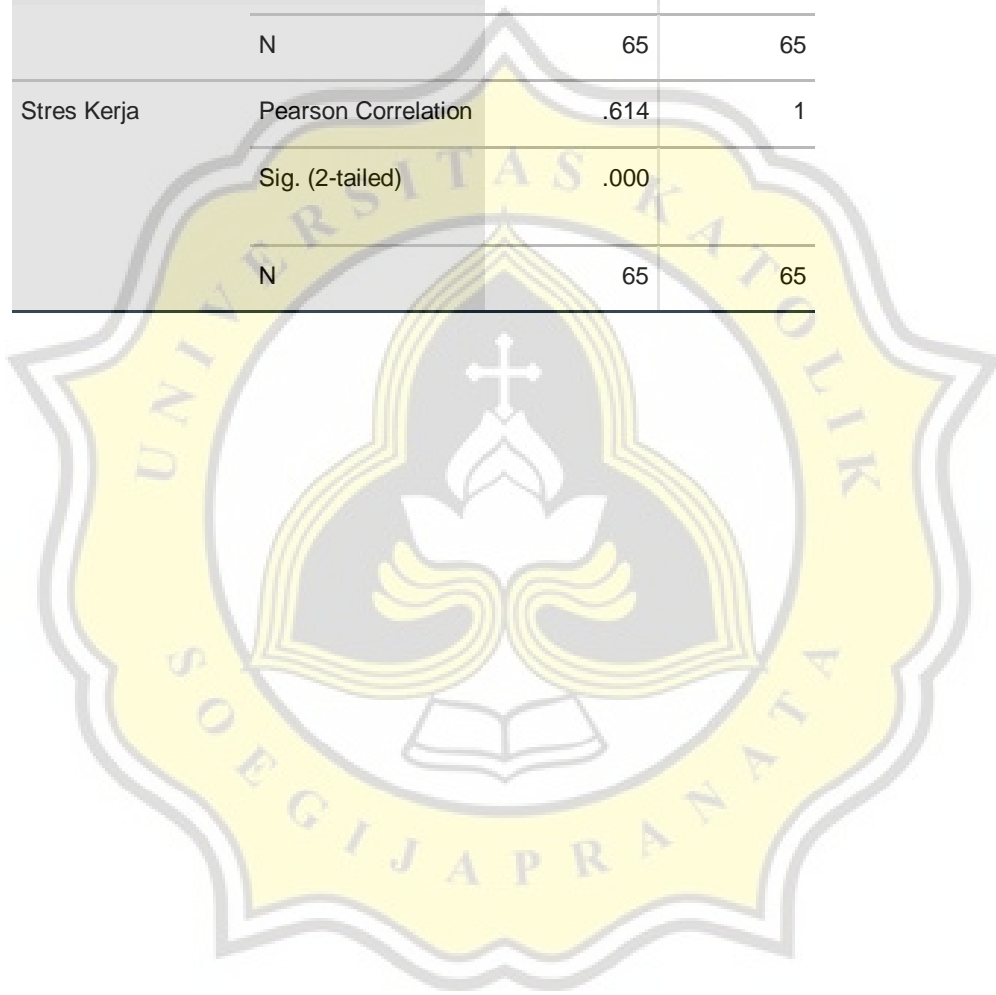 N 65 65
Stres Kerja Pearson Correlation .614 1
Sig. (2-tailed) .000
N 65 65
UNIVERSITAS KATOLIK
SOEGIJAPRANATA